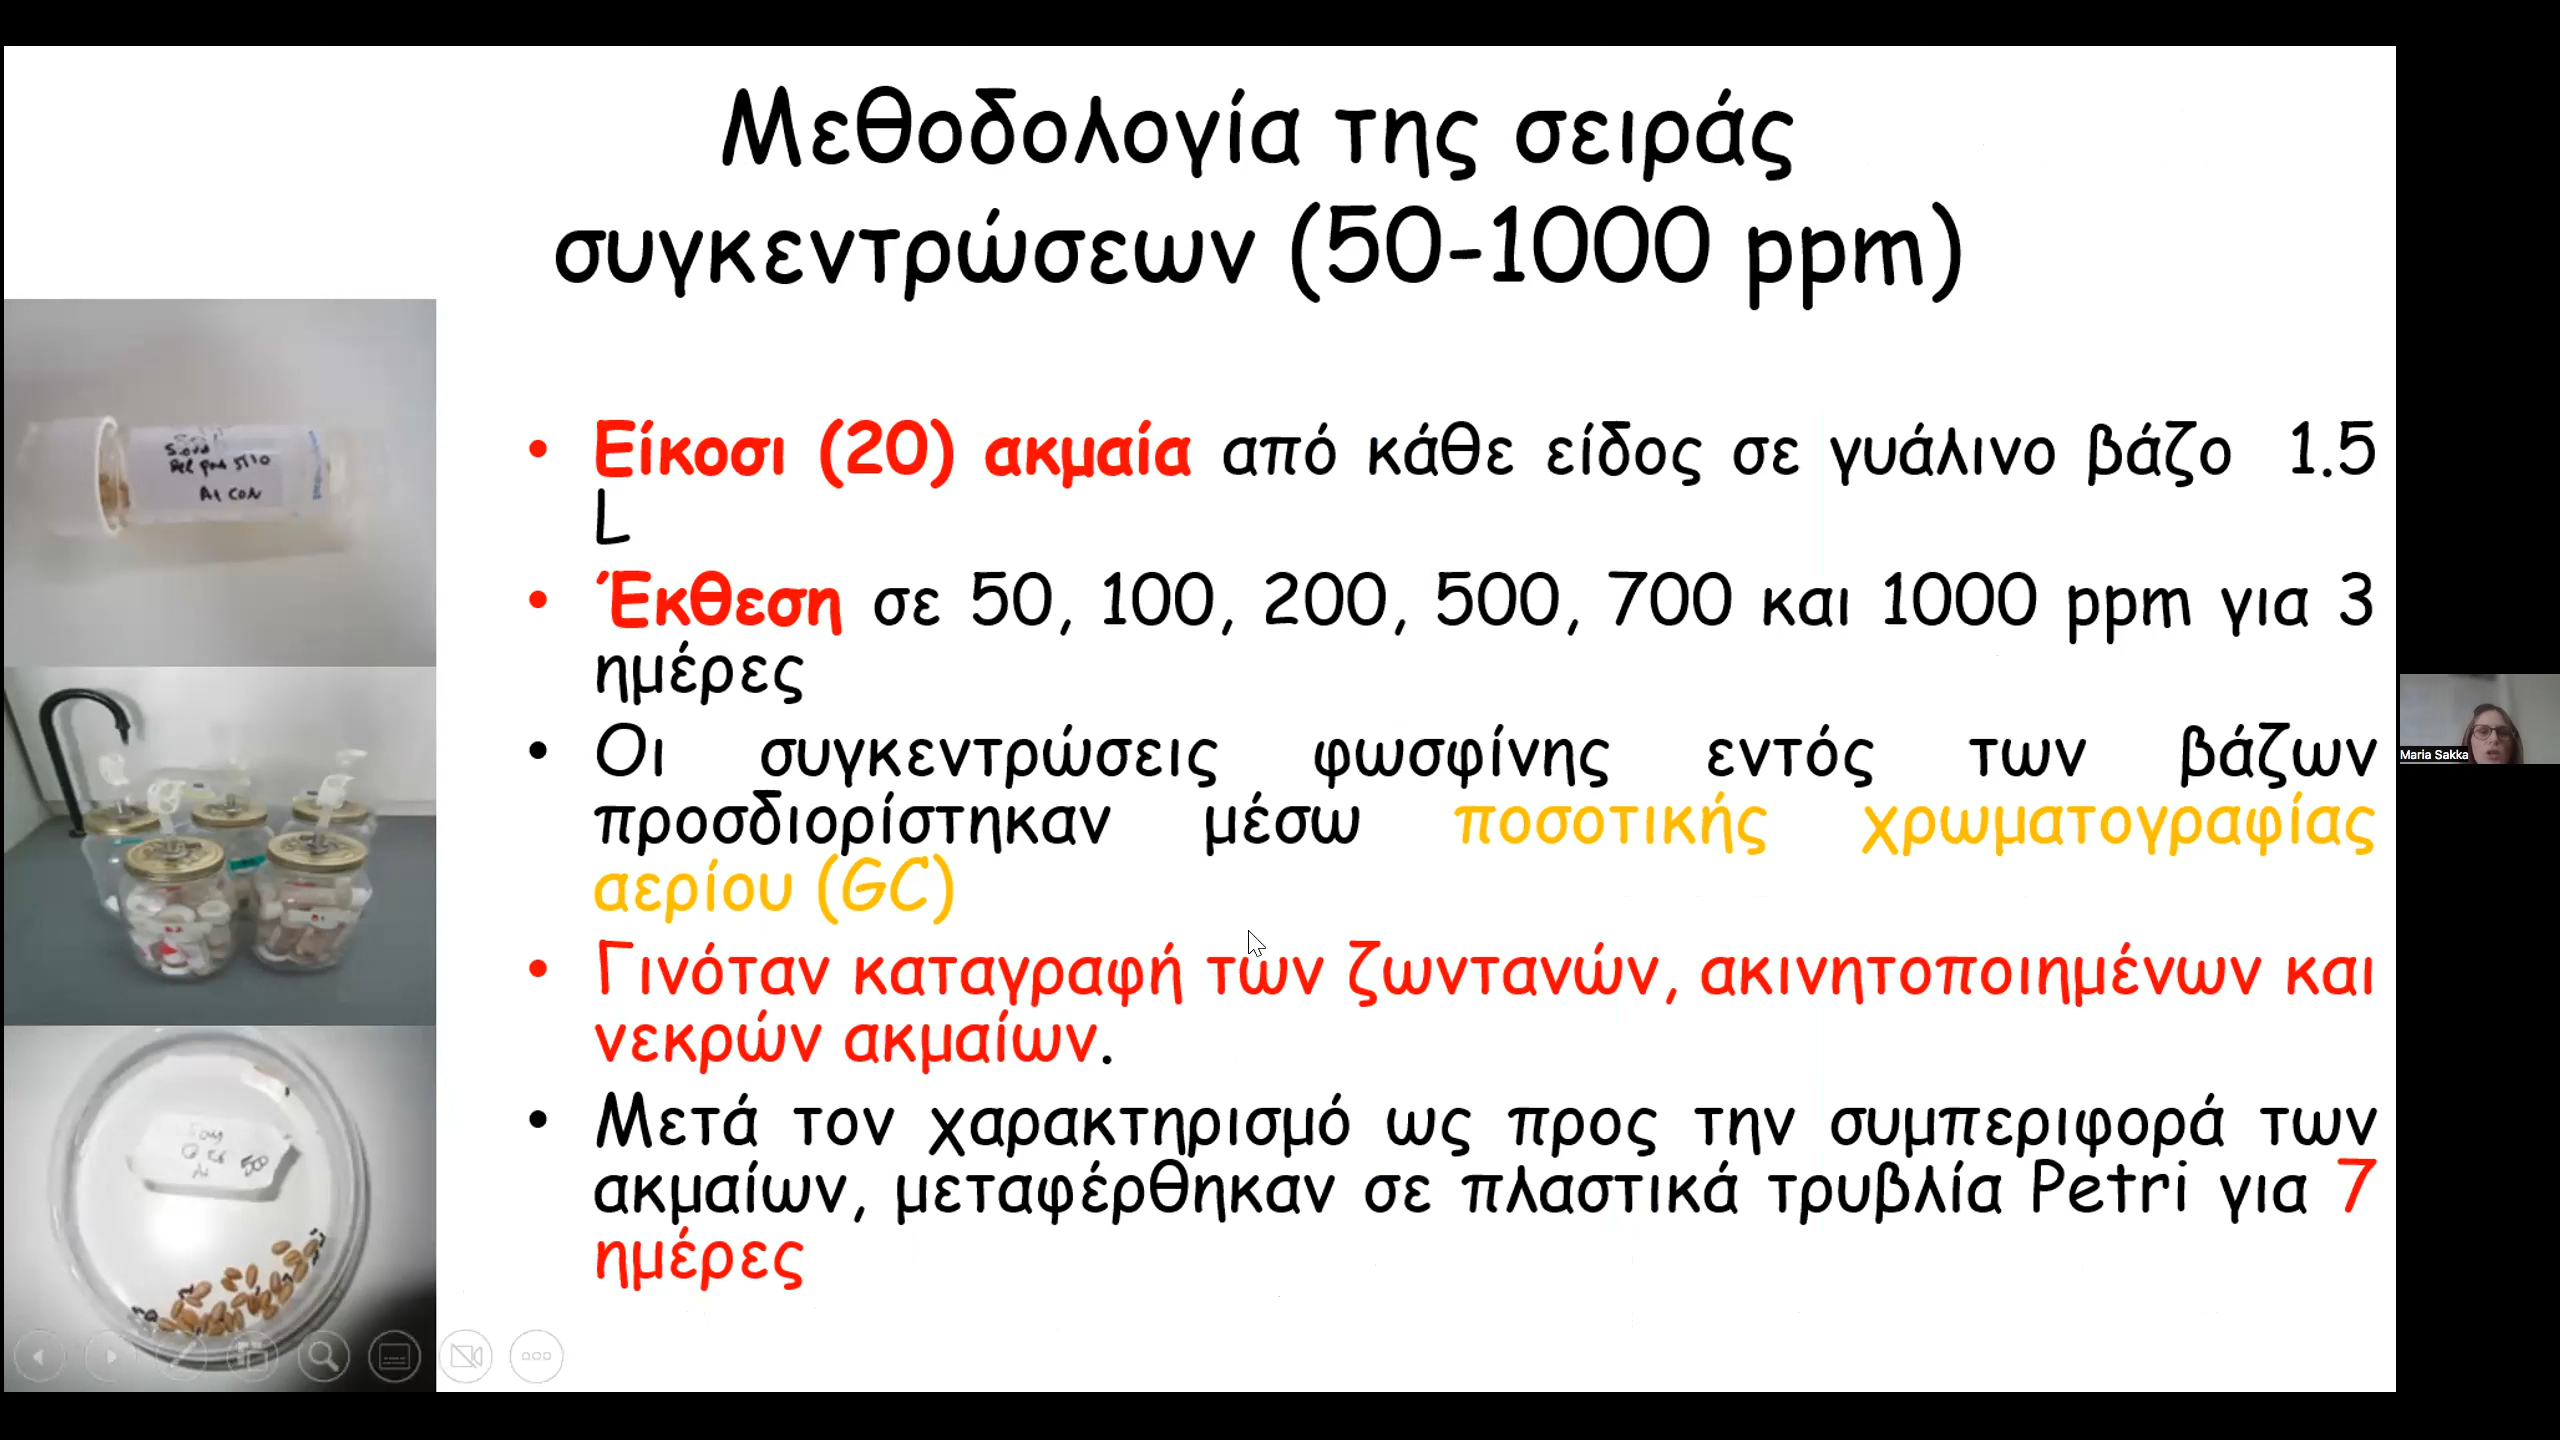 Μεθοδολογία της σειράς
συγκεντρώσεων (50-1000 ppm)
• Είκοσι (20) ακμαία από κάθε είδος σε γυάλινο βάζο 1.5
L
• Έκθεση σε 50, 100, 200, 500, 700 και 1000 ppm για 3
ημέρες
• Οι συγκεντρώσεις φωσφίνης εντός των βάζων
προσδιορίστηκαν μέσω ποσοτικής χρωματογραφίας
αερίου (GC)
• Γινόταν καταγραφή των ζωντανών, ακινητοποιημένων και
νεκρών ακμαίων.
• Μετά τον χαρακτηρισμό ως προς την συμπεριφορά των
ακμαίων, μεταφέρθηκαν σε πλαστικά τρυβλία Petri για 7
ημέρες
500
Maria Sakka